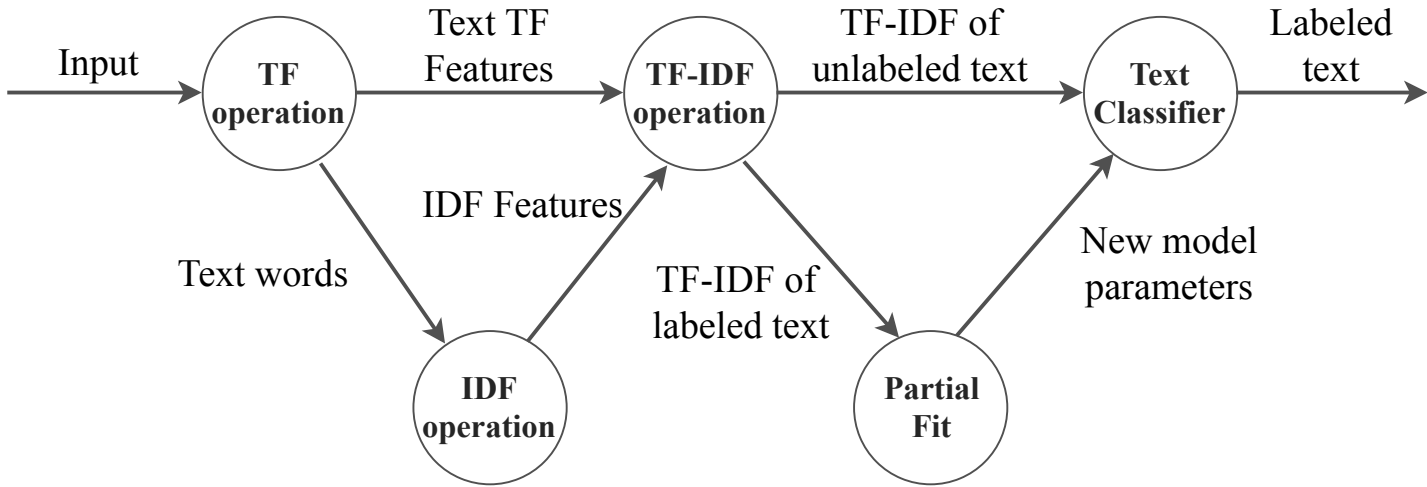 Input
TF
operation
Text TF
Features
TF-IDF
operation
TF-IDF of
unlabeled text
Text
Classifier
Labeled
text
Text words
IDF Features
TF-IDF of
labeled text
New model
parameters
IDF
operation
Partial
Fit